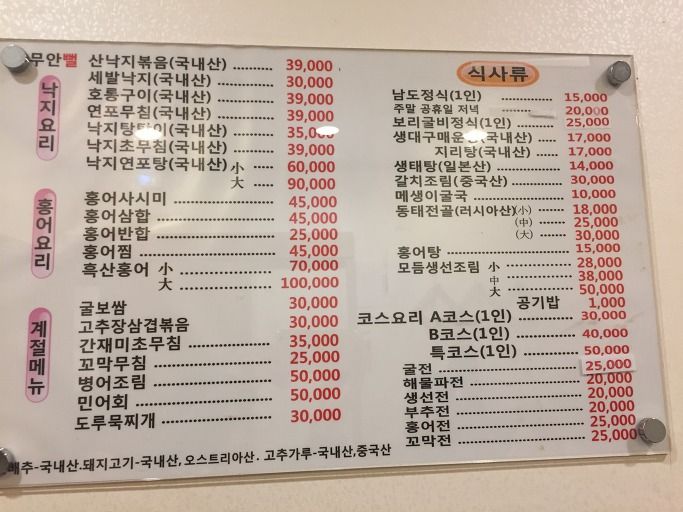 무안뻘
낙지요리
산낙지볶음(국내산) .......... 39,000
세발낙지(국내산) .......... 30,000
호롱구이(국내산) .......... 39,000
연포무침(국내산) .......... 39,000
낙지탕탕이(국내산) .......... 35,000
낙지초무침(국내산) .......... 39,000
낙지연포탕(국내산) 小 .... 60,000
大 .... 90,000
홍어요리
홍어사시미 .......... 45,000
홍어삼합 .......... 45,000
홍어반합 .......... 25,000
홍어찜 .......... 45,000
흑산홍어 小 .......... 70,000
大 .......... 100,000
계절메뉴
굴보쌈 30,000
고추장삼겹볶음 30,000
간재미초무침 .......... 35,000
꼬막무침 .......... 25,000
병어조림 .......... 50,000
민어회 .......... 50,000
도루묵찌개 .......... 30,000
식사류
남도정식(1인) .......... 15,000
주말 공휴일 저녁 .......... 20,000
보리굴비정식(1인) .......... 25,000
생대구매운탕(국내산) .... 17,000
지리탕(국내산) .... 17,000
생태탕(일본산) .......... 14,000
갈치조림(중국산) .......... 30,000
메생이굴국 .......... 10,000
동태전골(러시아산)(小) ...... 18,000
(中) ...... 25,000
(大) ...... 30,000
홍어탕 .......... 15,000
모듬생선조림 小 .......... 28,000
中 .......... 38,000
大 .......... 50,000
공기밥 1,000
코스요리 A코스(1인) .......... 30,000
B코스(1인) .......... 40,000
특코스(1인) .......... 50,000
굴전 .......... 25,000
해물파전 .......... 20,000
생선전 .......... 20,000
부추전 .......... 20,000
홍어전 .......... 25,000
꼬막전 .......... 25,000
배추-국내산.돼지고기-국내산, 오스트리아산. 고추가루-국내산,중국산